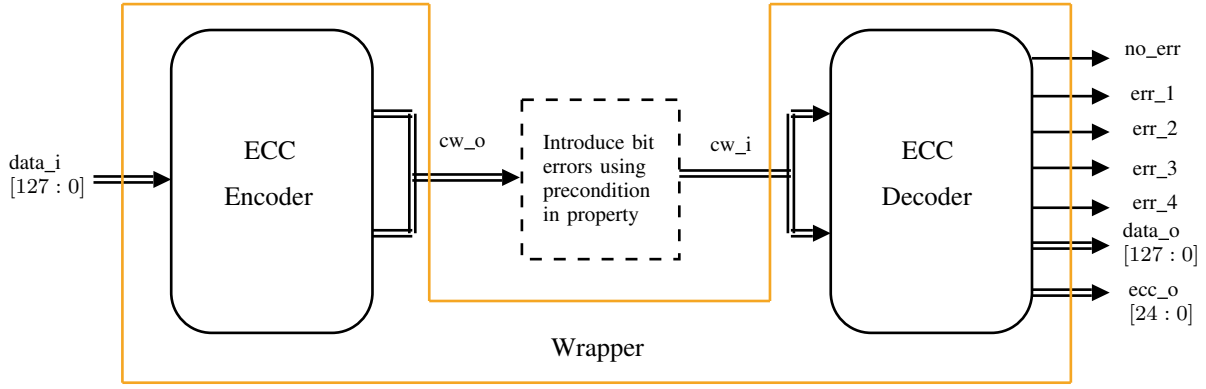 data_i
[127 : 0]
ECC
Encoder
cw_o
Introduce bit
errors using
precondition
in property
cw_i
ECC
Decoder
no_err
err_1
err_2
err_3
err_4
data_o
[127 : 0]
ecc_o
[24 : 0]
Wrapper